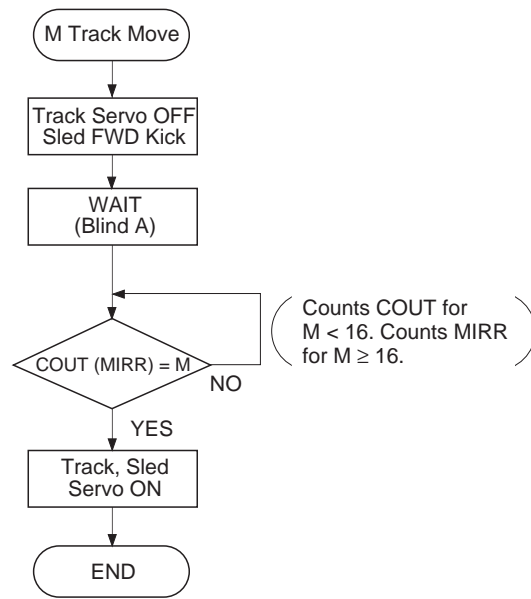 M Track Move
Track Servo OFF
Sled FWD Kick
WAIT
(Blind A)
Counts COUT for
M < 16. Counts MIRR
for M ≥ 16.
COUT (MIRR) = M
NO
YES
Track, Sled
Servo ON
END